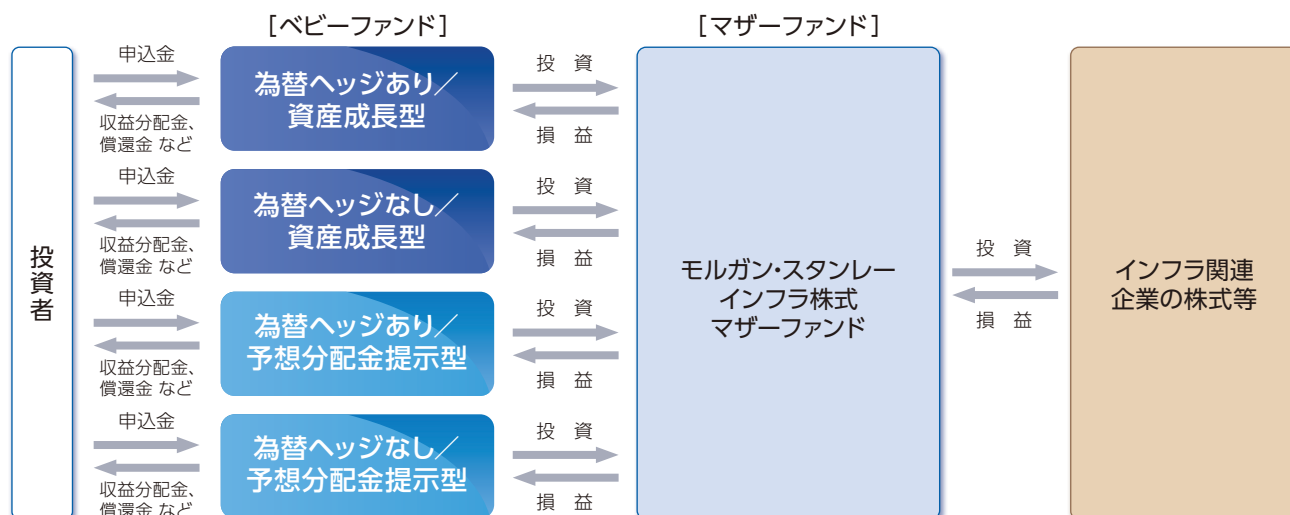 [ベビーファンド]
[マザーファンド]
投資者
申込金
収益分配金、
償還金 など
為替ヘッジあり／
資産成長型
投 資
損 益
申込金
収益分配金、
償還金 など
為替ヘッジなし／
資産成長型
投 資
損 益
申込金
収益分配金、
償還金 など
為替ヘッジあり／
予想分配金提示型
投 資
損 益
申込金
収益分配金、
償還金 など
為替ヘッジなし／
予想分配金提示型
投 資
損 益
モルガン・スタンレー
インフラ株式
マザーファンド
投 資
損 益
インフラ関連
企業の株式等